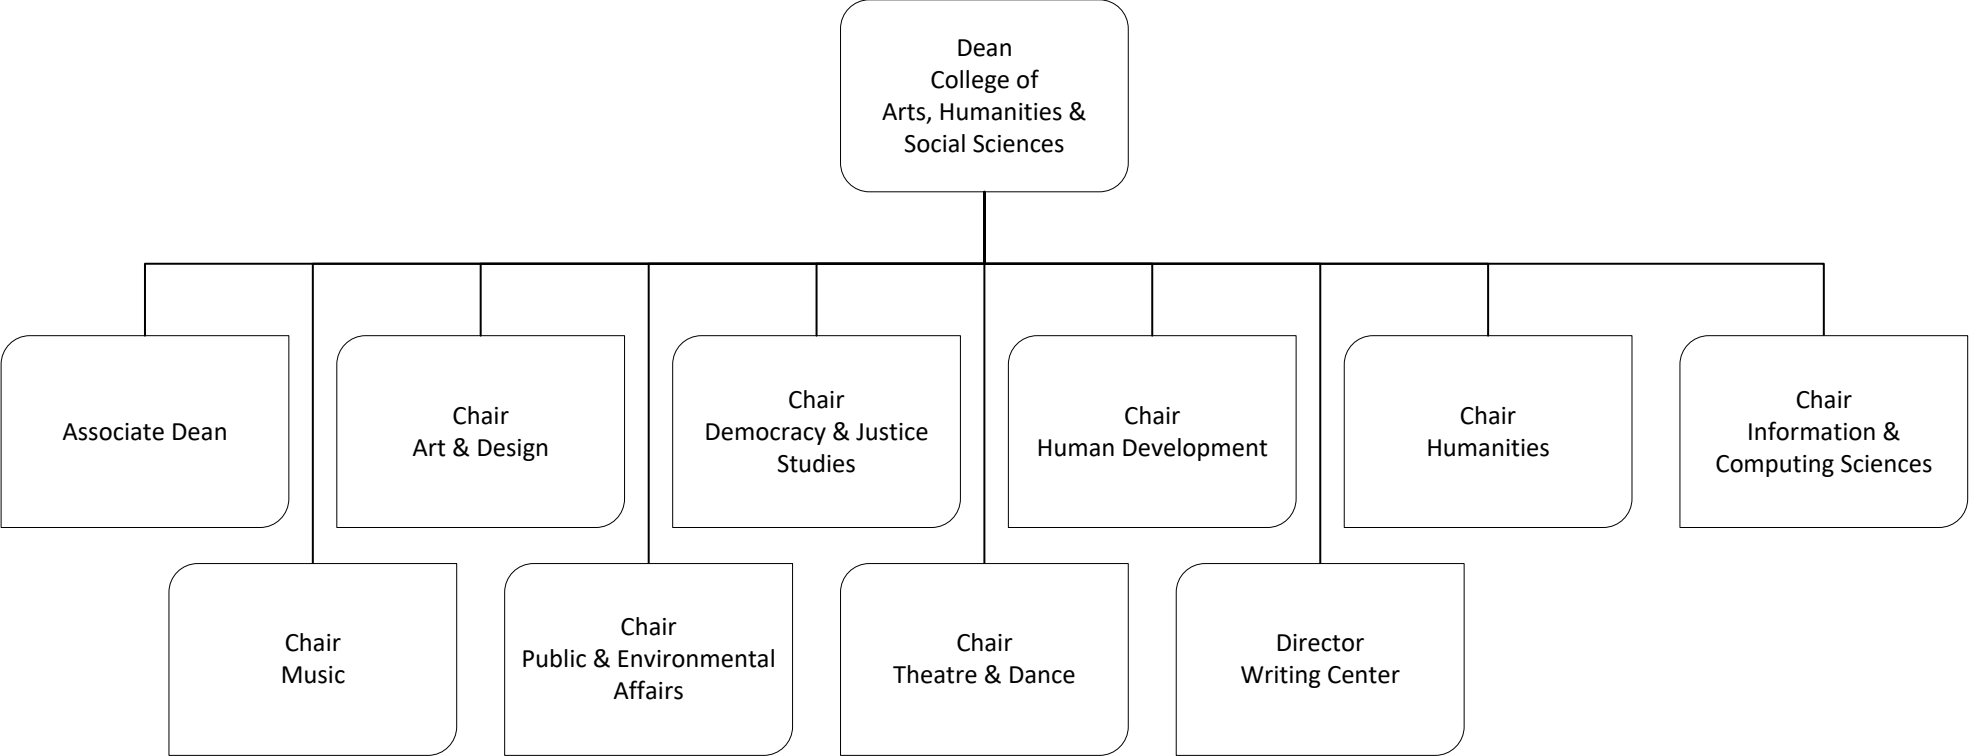 Dean
College of
Arts, Humanities &
Social Sciences
Associate Dean
Chair
Art & Design
Chair
Democracy & Justice
Studies
Chair
Human Development
Chair
Humanities
Chair
Information &
Computing Sciences
Chair
Music
Chair
Public & Environmental
Affairs
Chair
Theatre & Dance
Director
Writing Center